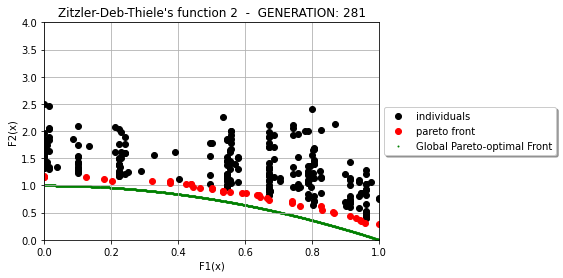 Zitzler-Deb-Thiele's function 2 - GENERATION: 281
4.0
3.5
3.0
2.5
2.0
1.5
1.0
0.5
0.0
F2(x)
0.0 0.2 0.4 0.6 0.8 1.0
F1(x)
individuals
pareto front
Global Pareto-optimal Front